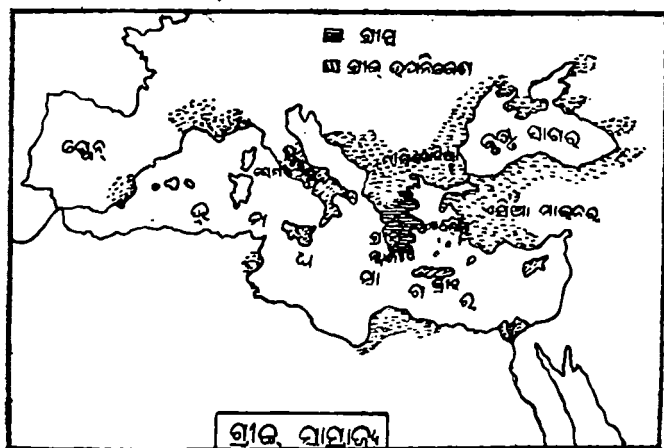 ଗ୍ରୀସ୍
ଗ୍ରୀକ୍ ଉପନିବେଶ
ସ୍ପେନ୍
କୃଷ୍ଣ ସାଗର
ରୋମ
ଏସିଆ ମାଇନର
ଭୂ ମ ଧ ସା ଗ ର
କ୍ରୀଟ
ଗ୍ରୀକ୍ ସାମ୍ରାଜ୍ୟ